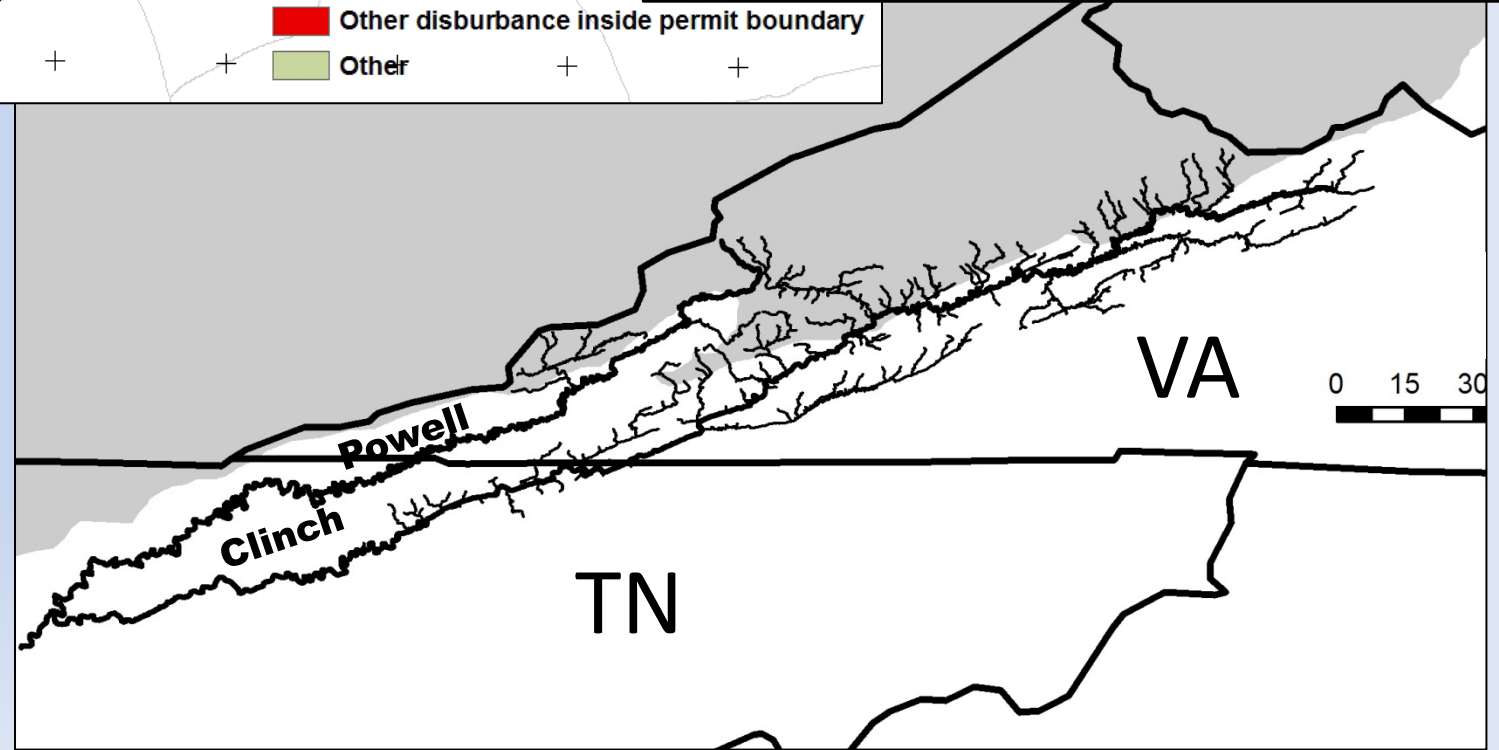 Other disburbance inside permit boundary
Other
VA
0 15 30
Powell
Clinch
TN